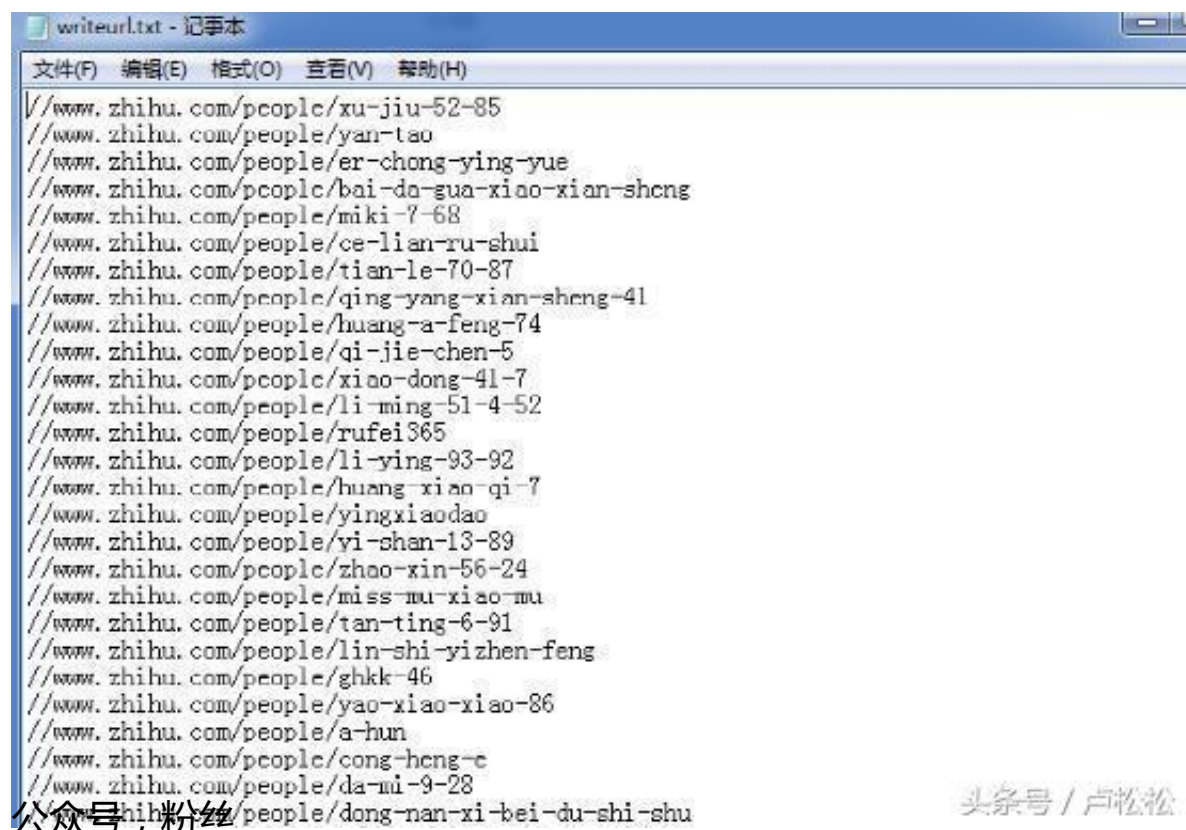 writeurl.txt - 记事本
文件(F) 编辑(E) 格式(O) 查看(V) 帮助(H)
//www.zhihu.com/people/xu-jiu-52-85
//www.zhihu.com/people/yan-tao
//www.zhihu.com/people/er-chong-ying-yue
//www.zhihu.com/people/bai-da-gua-xiao-xian-sheng
//www.zhihu.com/people/miki-7-68
//www.zhihu.com/people/ce-lian-ru-shui
//www.zhihu.com/people/tian-le-70-87
//www.zhihu.com/people/qing-yang-xian-sheng-41
//www.zhihu.com/people/huang-a-feng-74
//www.zhihu.com/people/qi-jie-chen-5
//www.zhihu.com/people/xiao-dong-41-7
//www.zhihu.com/people/li-ming-51-4-52
//www.zhihu.com/people/rufei365
//www.zhihu.com/people/li-ying-93-92
//www.zhihu.com/people/huang-xiao-qi-7
//www.zhihu.com/people/yingxiaodao
//www.zhihu.com/people/yi-shan-13-89
//www.zhihu.com/people/zhao-xin-56-24
//www.zhihu.com/people/miss-mu-xiao-mu
//www.zhihu.com/people/tan-ting-6-91
//www.zhihu.com/people/lin-shi-yizhen-feng
//www.zhihu.com/people/ghkk-46
//www.zhihu.com/people/yao-xiao-xiao-86
//www.zhihu.com/people/a-hun
//www.zhihu.com/people/cong-heng-e
//www.zhihu.com/people/da-mi-9-28
//www.zhihu.com/people/dong-nan-xi-bei-du-shi-shu
公众号，粉丝
头条号 / 卢松松